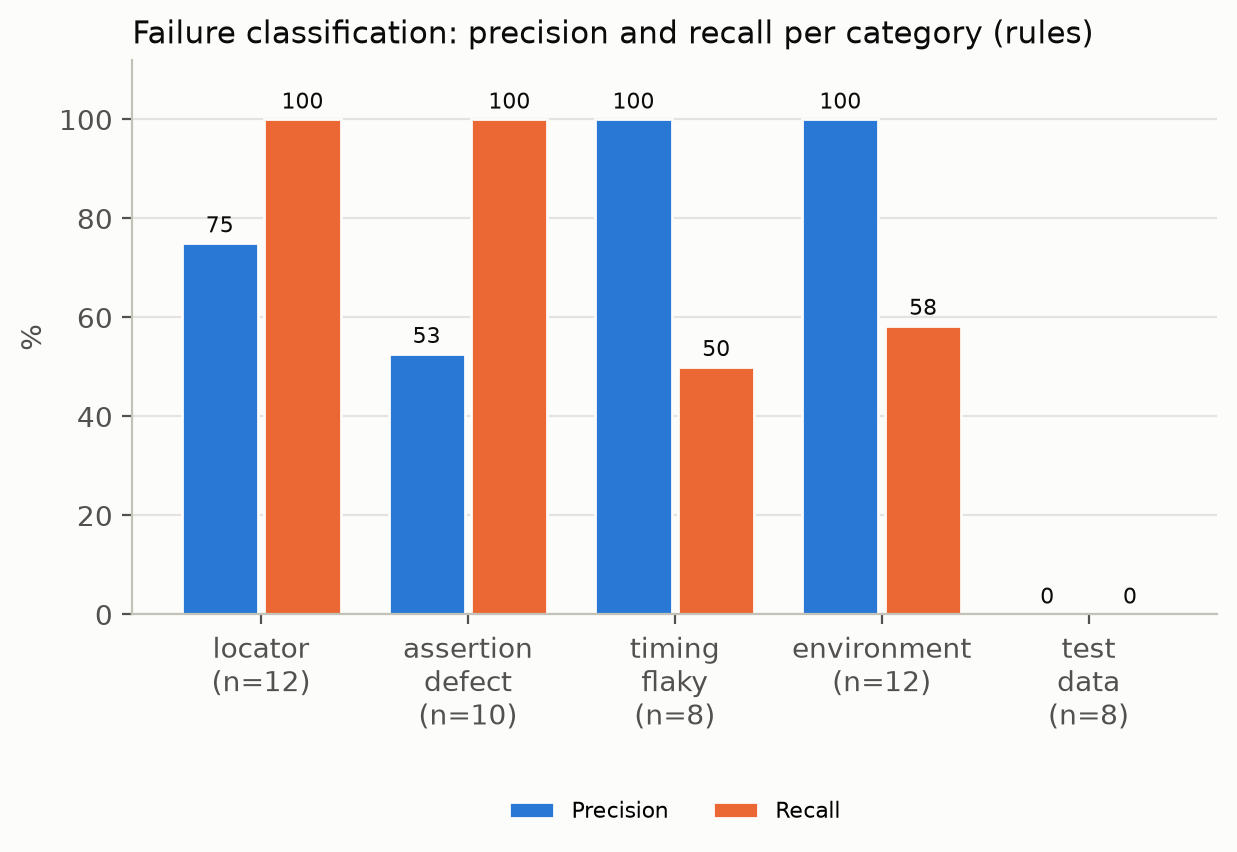 Failure classification: precision and recall per category (rules)
%
100
80
60
40
20
0
75
100
53
100
100
50
100
58
0
0
locator
(n=12)
assertion
defect
(n=10)
timing
flaky
(n=8)
environment
(n=12)
test
data
(n=8)
Precision
Recall